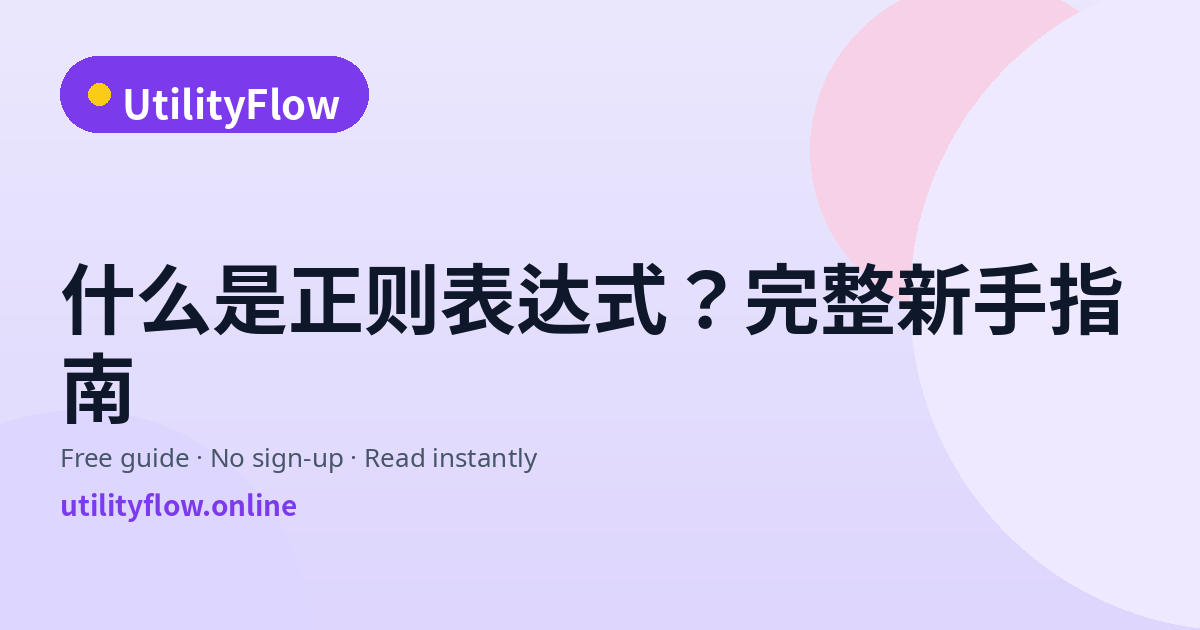 UtilityFlow
什么是正则表达式？完整新手指
南
Free guide · No sign-up · Read instantly
utilityflow.online